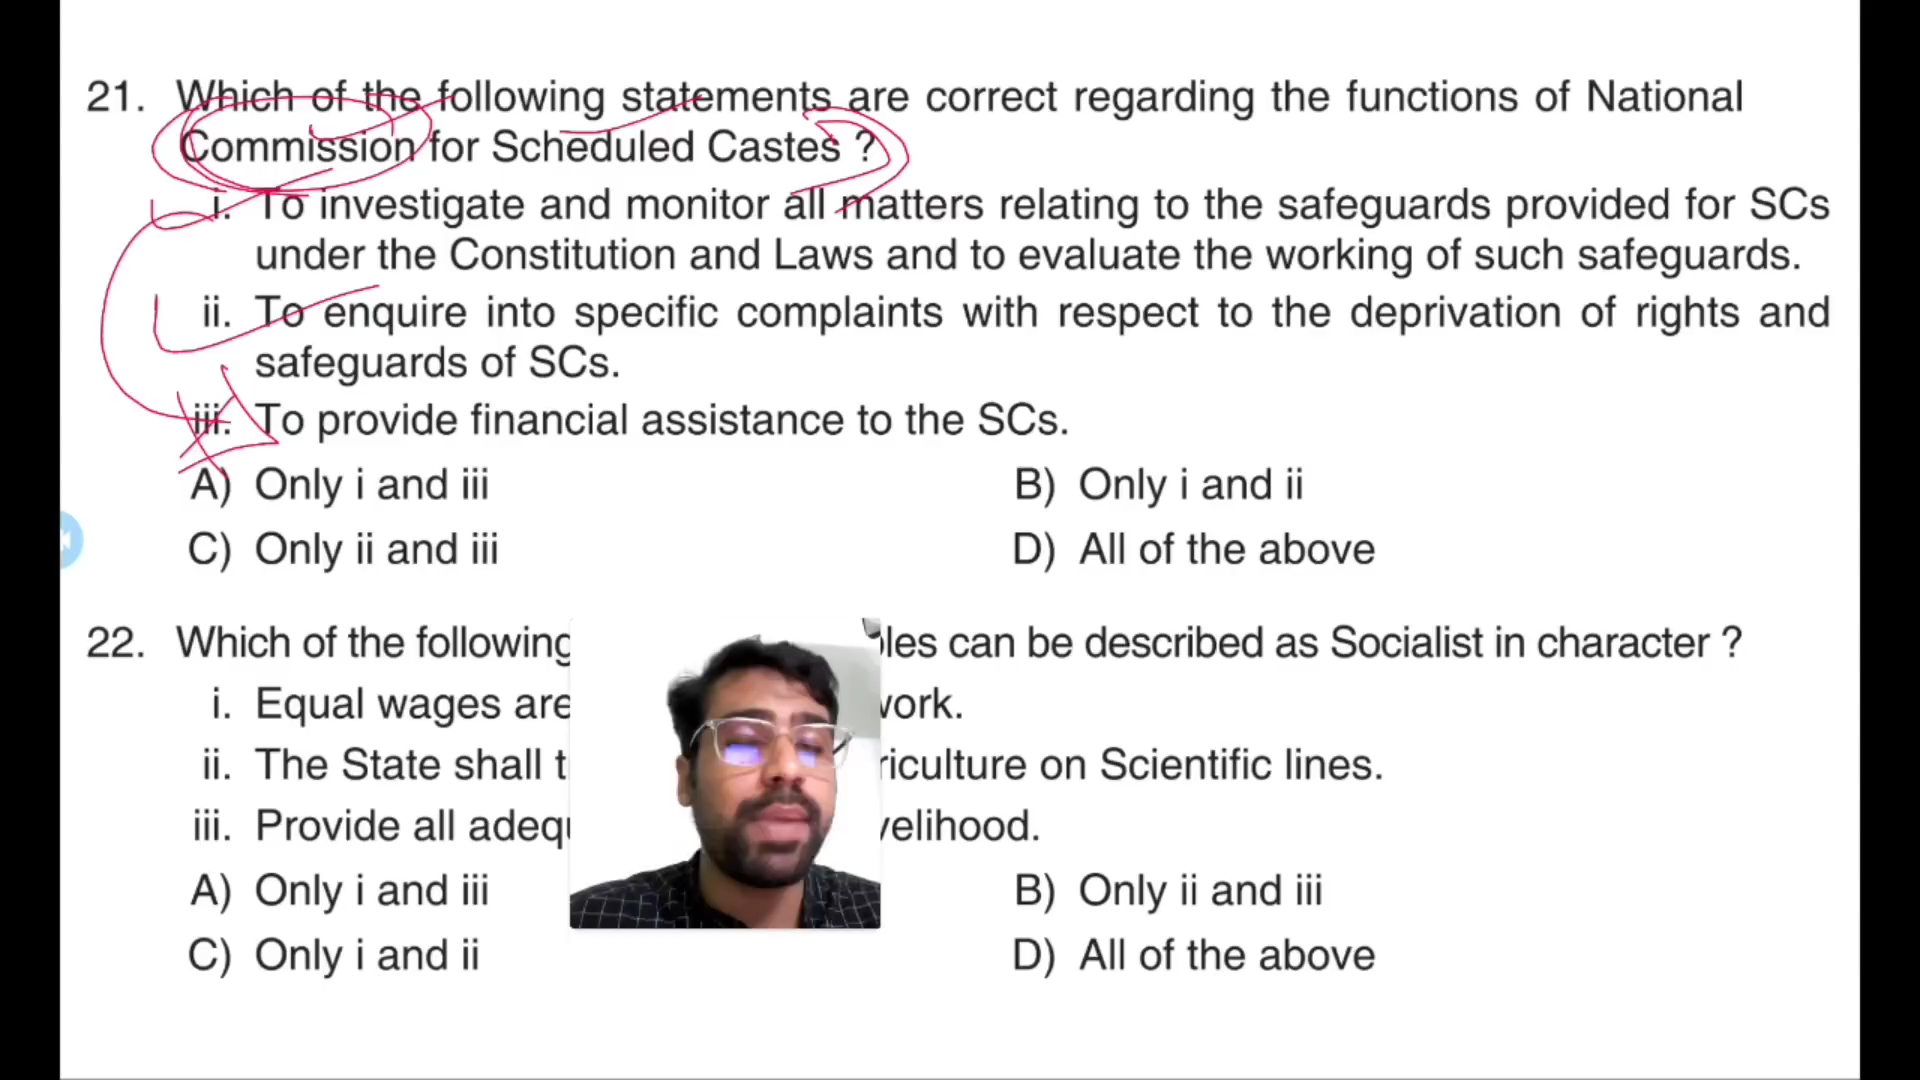 21. Which of the following statements are correct regarding the functions of National
Commission for Scheduled Castes ?
i. To investigate and monitor all matters relating to the safeguards provided for SCs
under the Constitution and Laws and to evaluate the working of such safeguards.
ii. To enquire into specific complaints with respect to the deprivation of rights and
safeguards of SCs.
iii. To provide financial assistance to the SCs.
A) Only i and iii B) Only i and ii
C) Only ii and iii D) All of the above
22. Which of the following can be described as Socialist in character ?
i. Equal wages are work.
ii. The State shall on Scientific lines.
iii. Provide all
A) Only i and iii B) Only ii and iii
C) Only i and ii D) All of the above